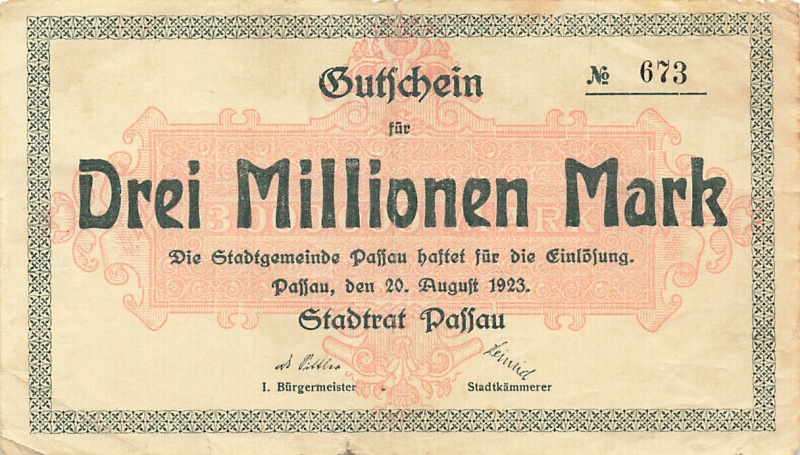 Gutschein
№ 673
für
Drei Millionen Mark
Die Stadtgemeinde Passau haftet für die Einlösung.
Passau, den 20. August 1923.
Stadtrat Passau
I. Bürgermeister
Stadtkämmerer